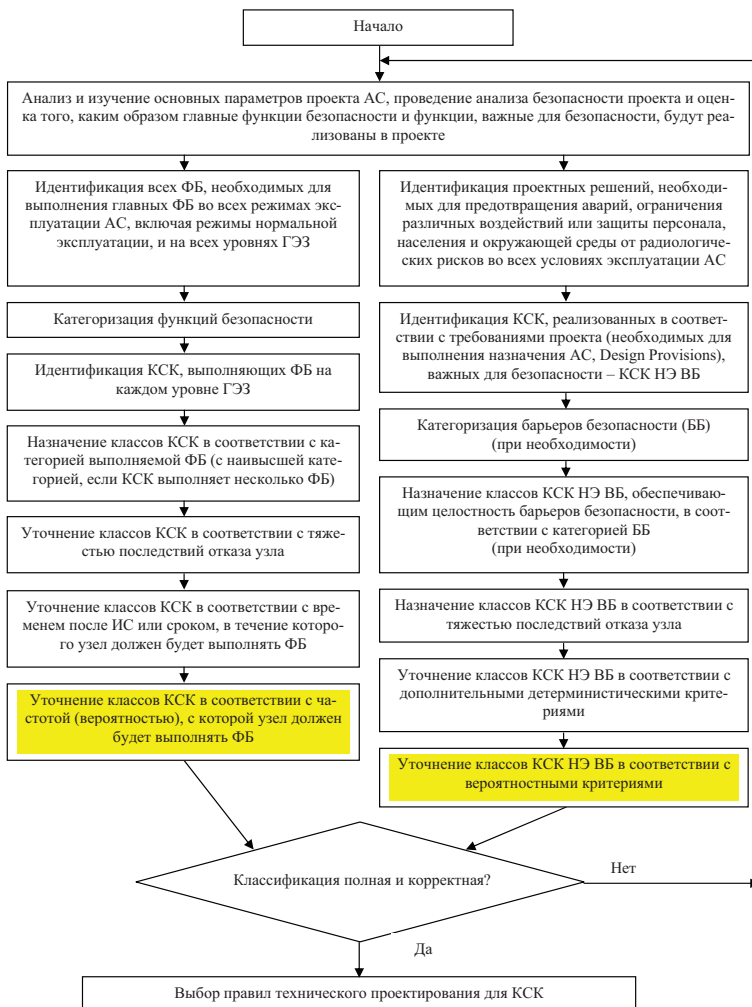 Начало
Анализ и изучение основных параметров проекта АС, проведение анализа безопасности проекта и оцен-
ка того, каким образом главные функции безопасности и функции, важные для безопасности, будут реа-
лизованы в проекте
Идентификация всех ФБ, необходимых для
выполнения главных ФБ во всех режимах экс-
плуатации АС, включая режимы нормальной
эксплуатации, и на всех уровнях ГЭЗ
Категоризация функций безопасности
Идентификация КСК, выполняющих ФБ на
каждом уровне ГЭЗ
Назначение классов КСК в соответствии с ка-
тегорией выполняемой ФБ (с наивысшей кате-
горией, если КСК выполняет несколько ФБ)
Уточнение классов КСК в соответствии с тяже-
стью последствий отказа узла
Уточнение классов КСК в соответствии с вре-
менем после ИС или сроком, в течение которо-
го узел должен будет выполнять ФБ
Уточнение классов КСК в соответствии с ча-
стотой (вероятностью), с которой узел должен
будет выполнять ФБ
Идентификация проектных решений, необходи-
мых для предотвращения аварий, ограничения
различных воздействий или защиты персонала,
населения и окружающей среды от радиологиче-
ских рисков во всех условиях эксплуатации АС
Идентификация КСК, реализованных в соответ-
ствии с требованиями проекта (необходимых для
выполнения назначения АС, Design Provisions),
важных для безопасности – КСК НЭ ВБ
Категоризация барьеров безопасности (ББ)
(при необходимости)
Назначение классов КСК НЭ ВБ, обеспечиваю-
щим целостность барьеров безопасности, в соот-
ветствии с категорией ББ
(при необходимости)
Назначение классов КСК НЭ ВБ в соответствии с
тяжестью последствий отказа узла
Уточнение классов КСК НЭ ВБ в соответствии с
дополнительными детерминистическими крите-
риями
Уточнение классов КСК НЭ ВБ в соответствии с
вероятностными критериями
Классификация полная и корректная?
Нет
Да
Выбор правил технического проектирования для КСК